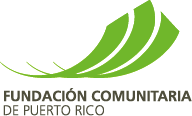 FUNDACIÓN COMUNITARIA
DE PUERTO RICO